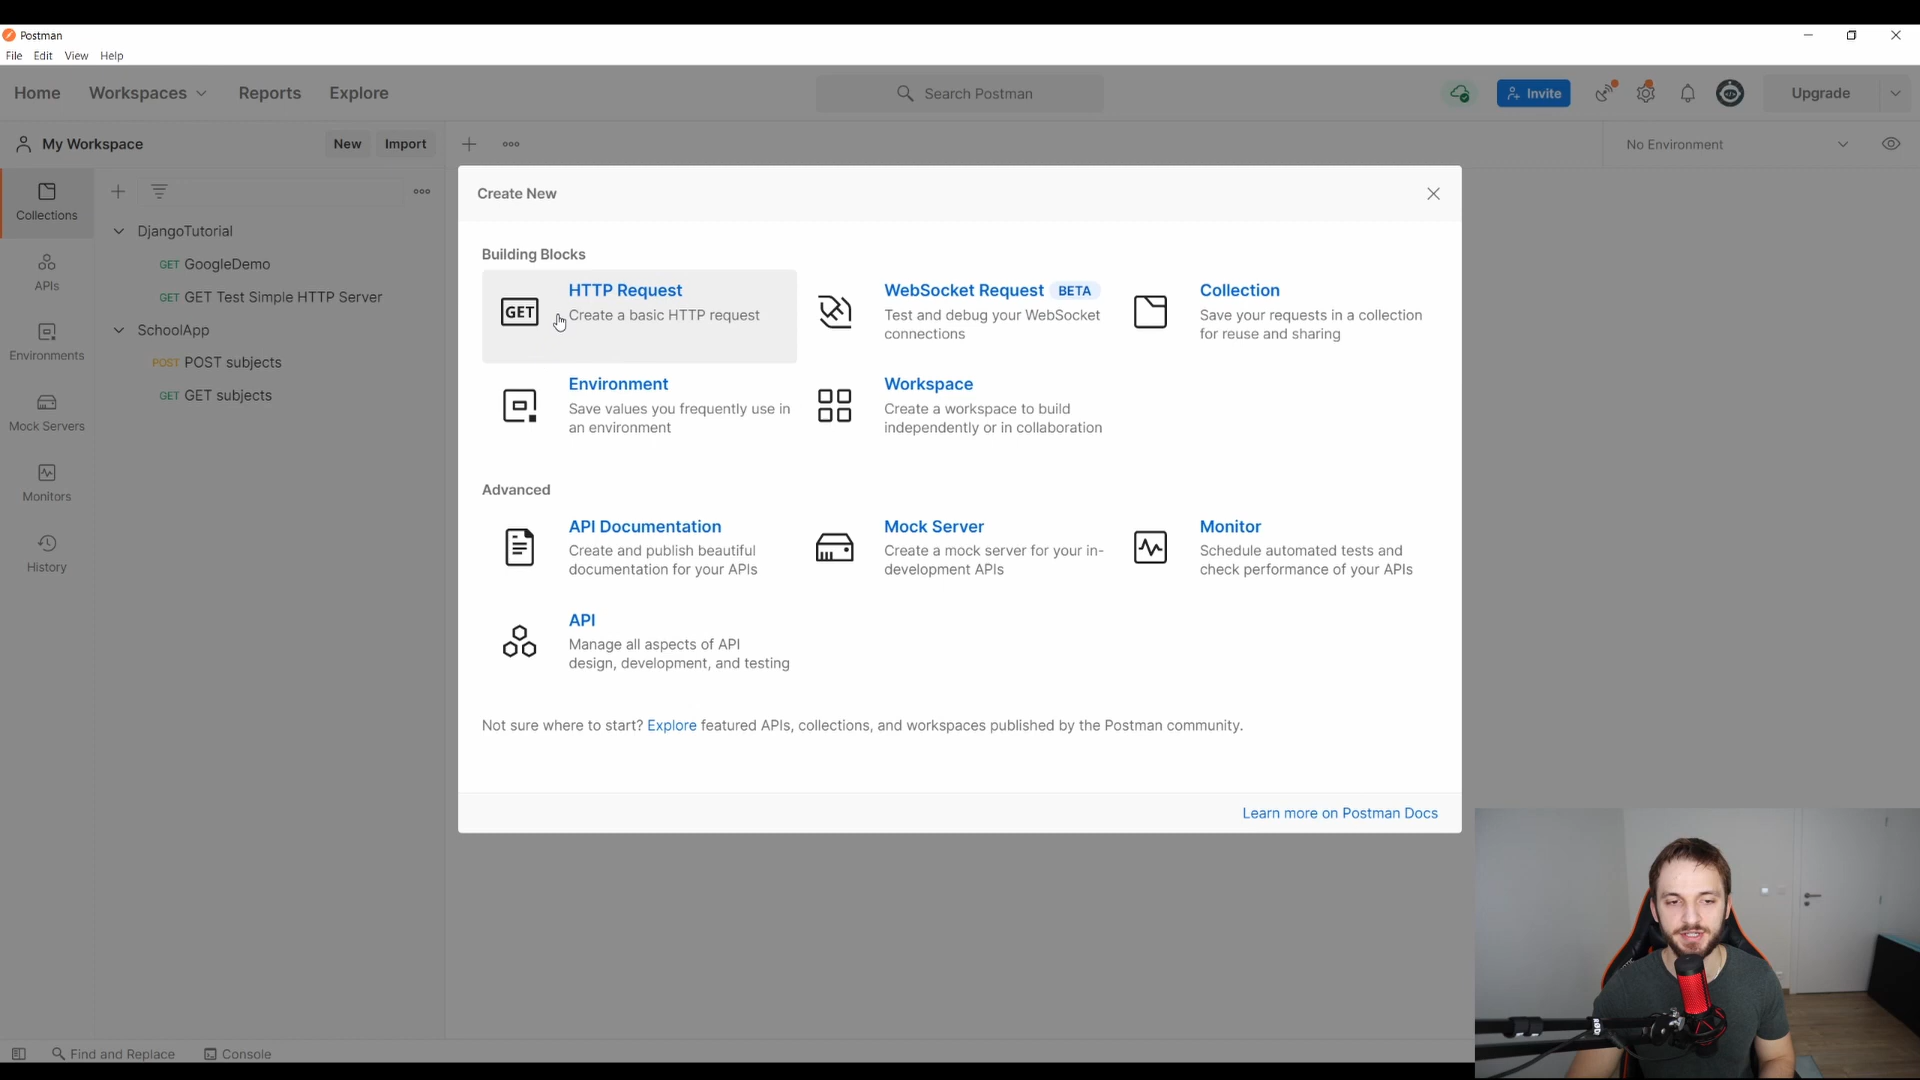 Postman
File Edit View Help
Home Workspaces Reports Explore
Search Postman
Invite
Upgrade
My Workspace
New Import
No Environment
Collections
APIs
Environments
Mock Servers
Monitors
History
DjangoTutorial
GET GoogleDemo
GET GET Test Simple HTTP Server
SchoolApp
POST POST subjects
GET GET subjects
Create New
Building Blocks
GET
HTTP Request
Create a basic HTTP request
WebSocket Request BETA
Test and debug your WebSocket
connections
Collection
Save your requests in a collection
for reuse and sharing
Environment
Save values you frequently use in
an environment
Workspace
Create a workspace to build
independently or in collaboration
Advanced
API Documentation
Create and publish beautiful
documentation for your APIs
Mock Server
Create a mock server for your in-
development APIs
Monitor
Schedule automated tests and
check performance of your APIs
API
Manage all aspects of API
design, development, and testing
Not sure where to start? Explore featured APIs, collections, and workspaces published by the Postman community.
Learn more on Postman Docs
Find and Replace Console